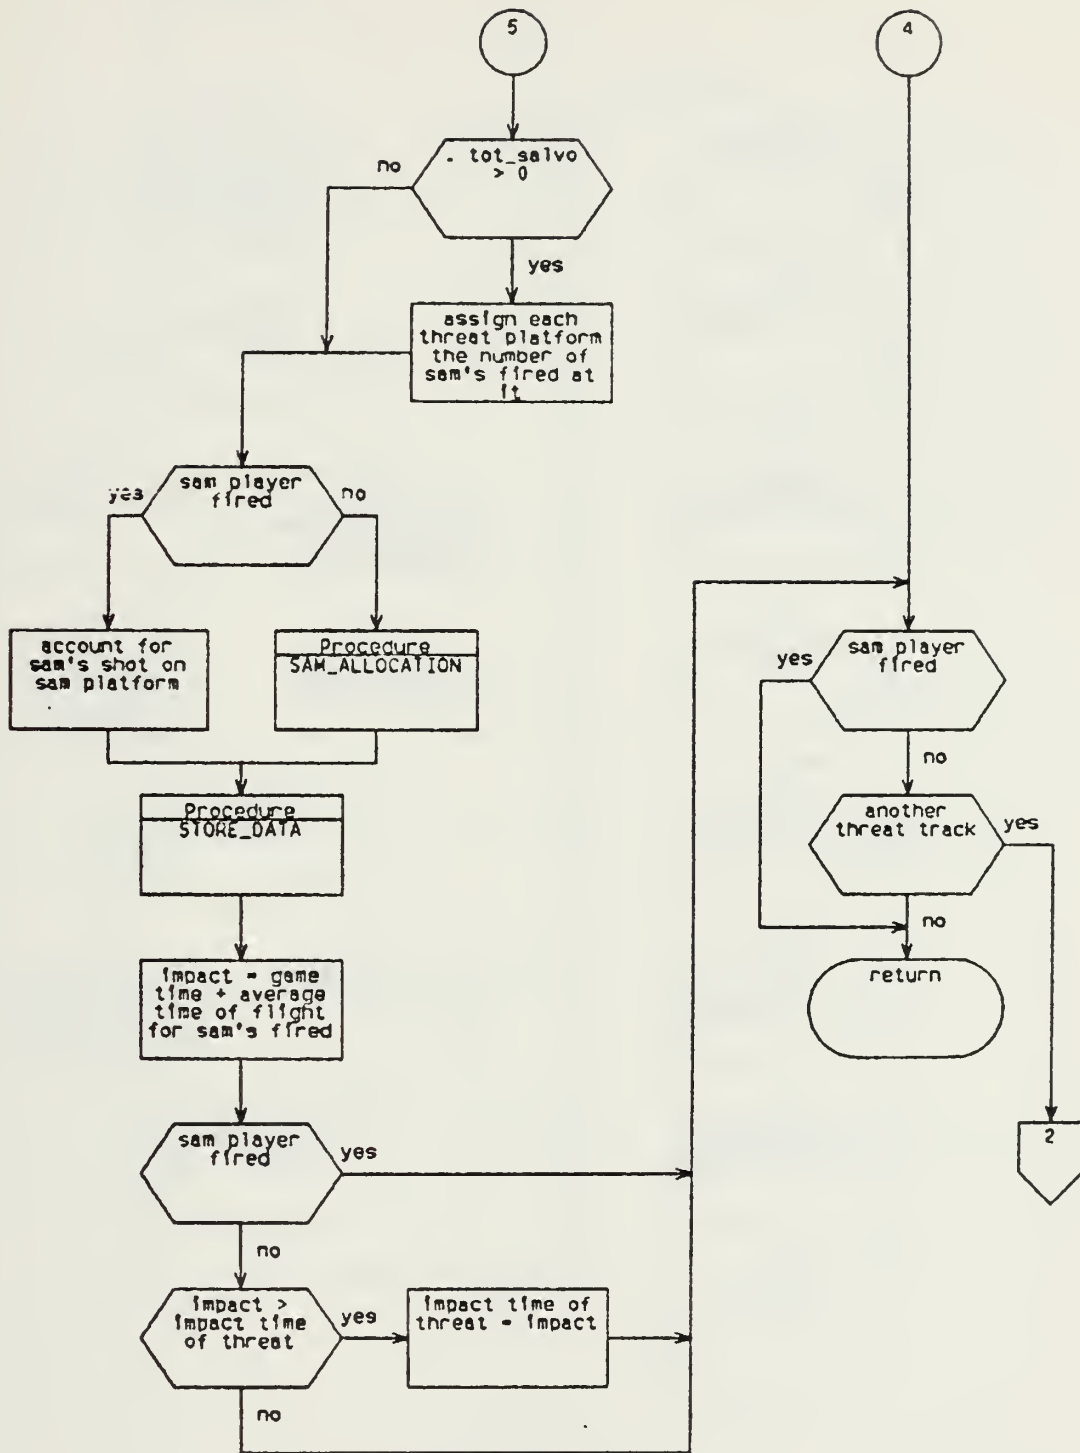 5
4
. tot_salvo
> 0
no
yes
assign each
threat platform
the number of
sam's fired at
it
sam player
fired
yes
no
account for
sam's shot on
sam platform
Procedure
SAM_ALLOCATION
sam player
fired
yes
no
Procedure
STORE_DATA
another
threat track
yes
no
impact = game
time + average
time of flight
for sam's fired
return
sam player
fired
yes
no
2
impact >
impact time
of threat
yes
impact time of
threat = impact
no